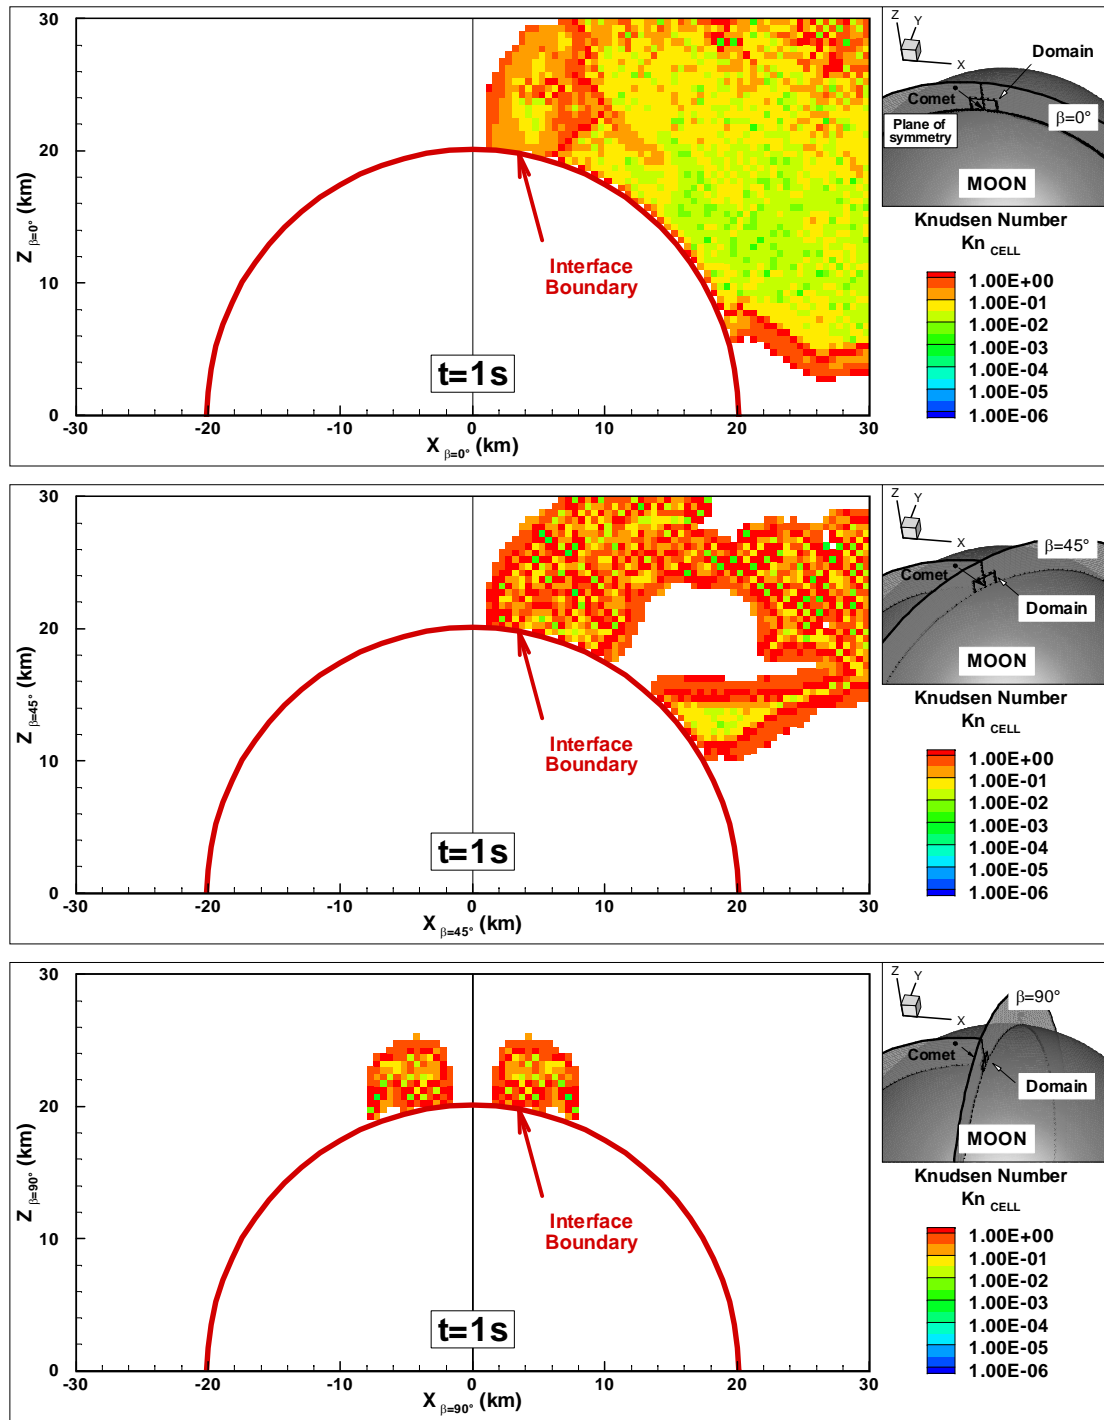 30
20
10
0
Z β=0° (km)
-30 -20 -10 0 10 20 30
X β=0° (km)
Interface
Boundary
t=1s
Z
Y
X
Domain
Comet
β=0°
Plane of
symmetry
MOON
Knudsen Number
Kn CELL
1.00E+00
1.00E-01
1.00E-02
1.00E-03
1.00E-04
1.00E-05
1.00E-06
30
20
10
0
Z β=45° (km)
-30 -20 -10 0 10 20 30
X β=45° (km)
Interface
Boundary
t=1s
Z
Y
X
β=45°
Comet
Domain
MOON
Knudsen Number
Kn CELL
1.00E+00
1.00E-01
1.00E-02
1.00E-03
1.00E-04
1.00E-05
1.00E-06
30
20
10
0
Z β=90° (km)
-30 -20 -10 0 10 20 30
X β=90° (km)
Interface
Boundary
t=1s
Z
Y
X
β=90°
Comet
Domain
MOON
Knudsen Number
Kn CELL
1.00E+00
1.00E-01
1.00E-02
1.00E-03
1.00E-04
1.00E-05
1.00E-06